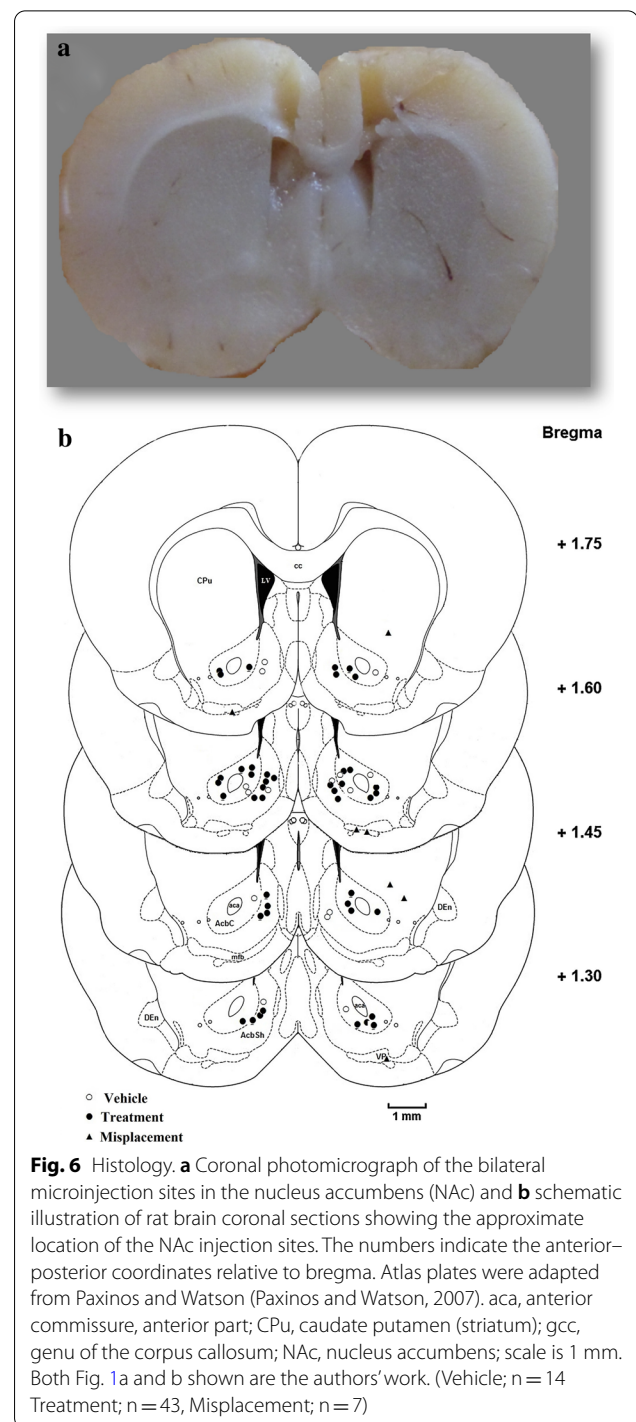 a
b
Bregma
+ 1.75
cc
CPu
LV
+ 1.60
+ 1.45
aca
AcbC
DEn
mfb
+ 1.30
DEn
aca
AcbSh
VP
Vehicle
Treatment
Misplacement
1 mm
Fig. 6 Histology. a Coronal photomicrograph of the bilateral
microinjection sites in the nucleus accumbens (NAc) and b schematic
illustration of rat brain coronal sections showing the approximate
location of the NAc injection sites. The numbers indicate the anterior–
posterior coordinates relative to bregma. Atlas plates were adapted
from Paxinos and Watson (Paxinos and Watson, 2007). aca, anterior
commissure, anterior part; CPu, caudate putamen (striatum); gcc,
genu of the corpus callosum; NAc, nucleus accumbens; scale is 1 mm.
Both Fig. 1a and b shown are the authors’ work. (Vehicle; n = 14
Treatment; n = 43, Misplacement; n = 7)